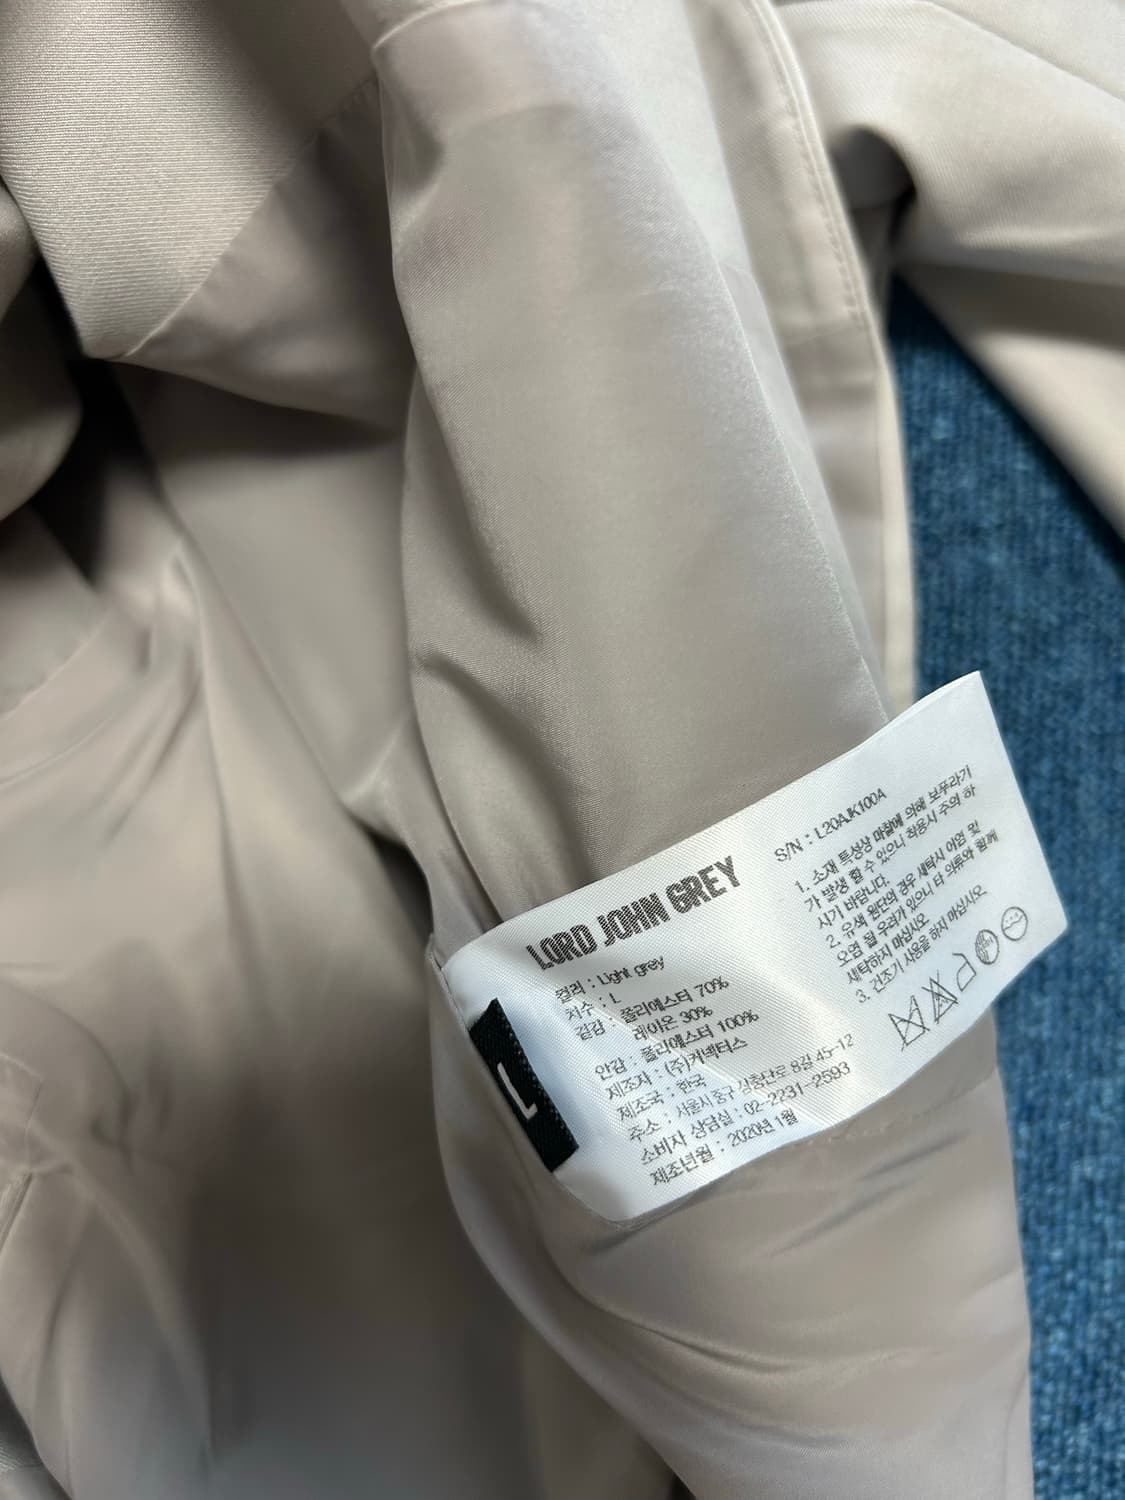 LORD JOHN GREY
컬러 : Light grey
치수 : L
겉감 : 폴리에스터 70%
레이온 30%
안감 : 폴리에스터 100%
제조자 : (주)커넥터스
제조국 : 한국
주소 : 서울시 중구 장충단로 8길 45-12
소비자 상담실 : 02-2231-2593
제조년월 : 2020년 1월
S/N : L20AJK100A
1. 소재 특성상 마찰에 의해 보푸라기
가 발생 할 수 있으니 착용시 주의 하
시기 바랍니다.
2. 유색 원단의 경우 세탁시 이염 및
오염 될 우려가 있으니 타 의류와 함께
세탁하지 마십시오
3. 건조기 사용을 하지 마십시오.
L